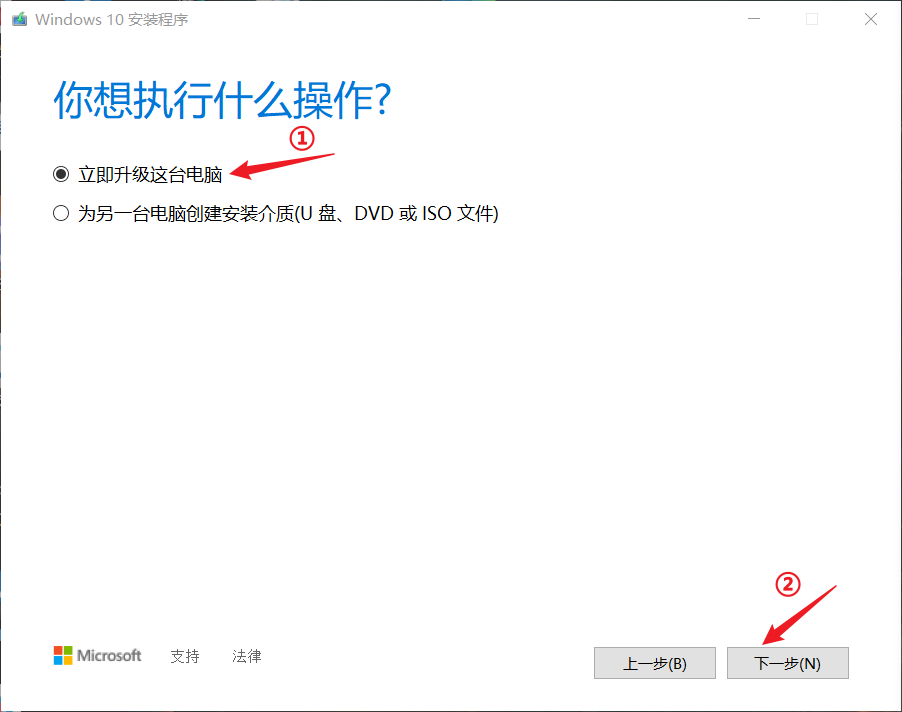 Windows 10 安装程序
你想执行什么操作?
①
立即升级这台电脑
为另一台电脑创建安装介质(U 盘、DVD 或 ISO 文件)
②
Microsoft 支持 法律
上一步(B) 下一步(N)